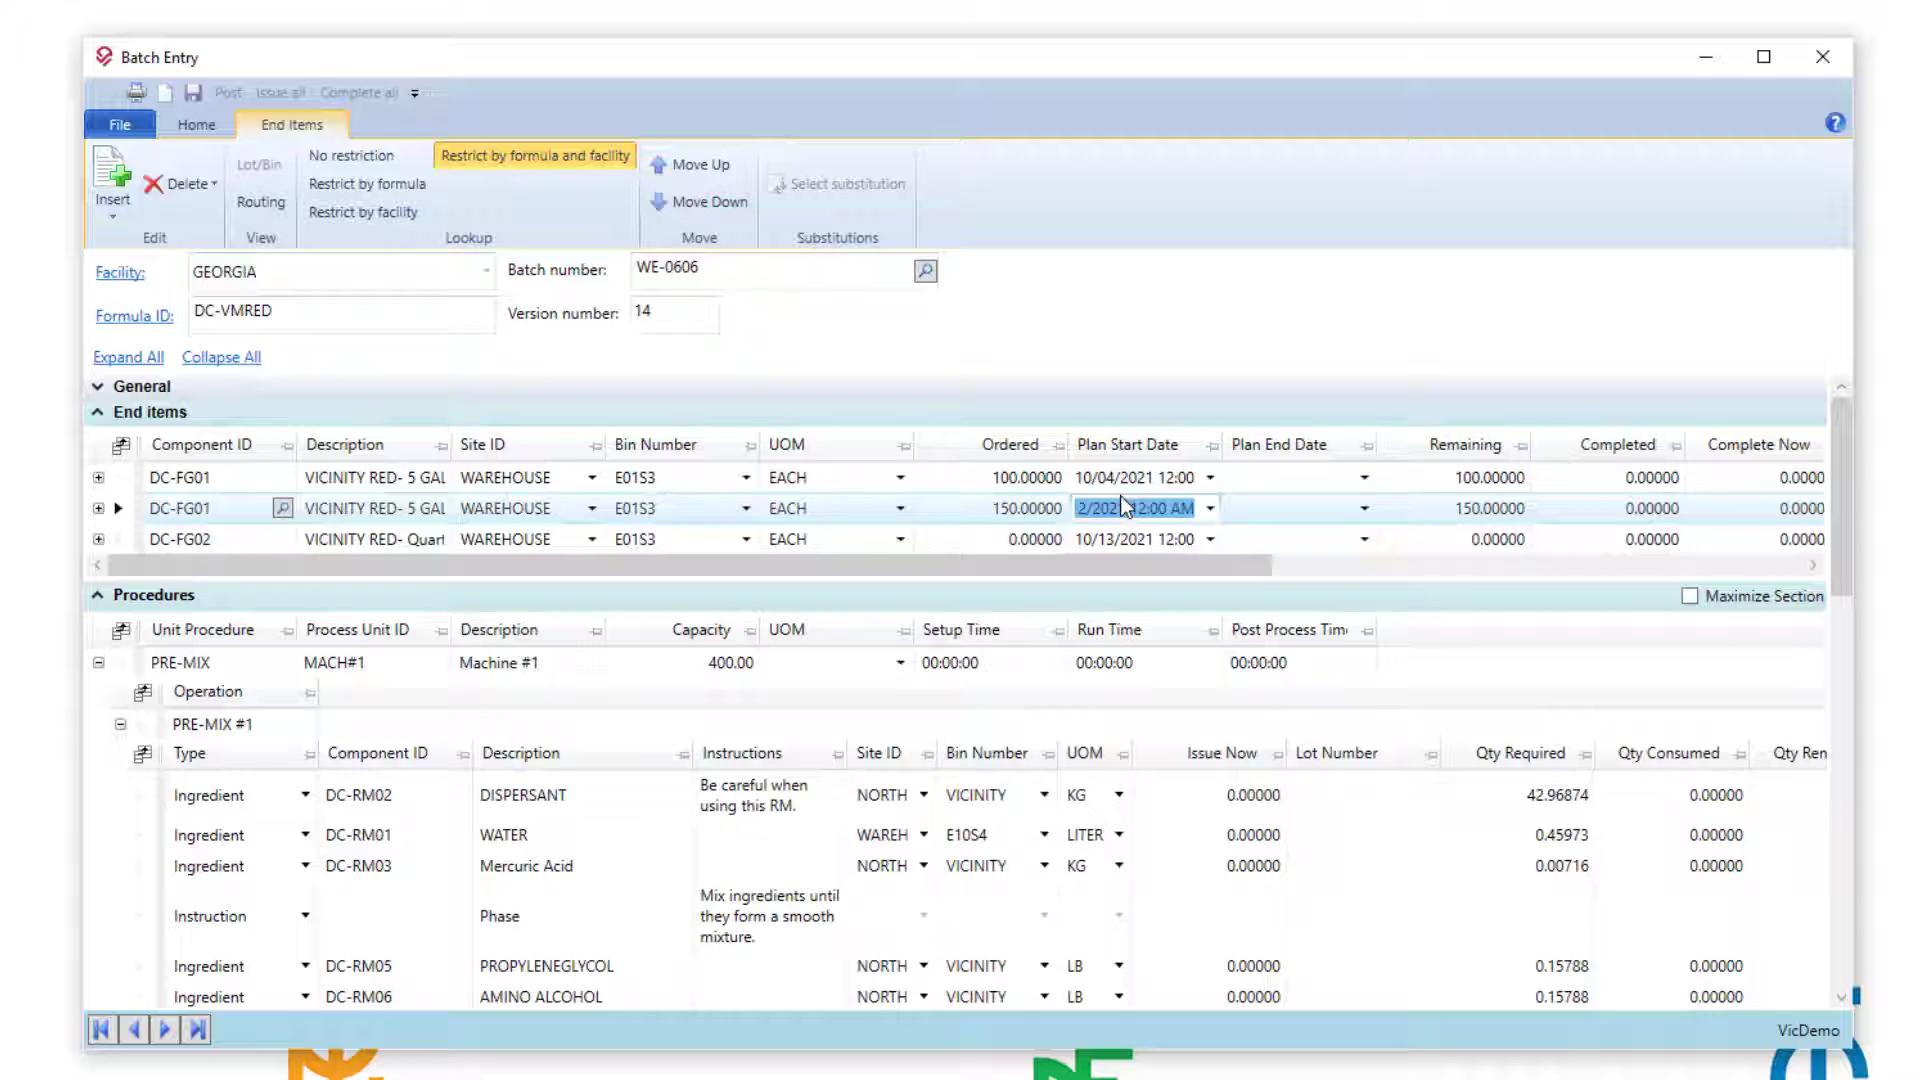 Batch Entry
Post Issue all Complete all
File Home End Items
Insert Delete Lot/Bin Routing No restriction Restrict by formula Restrict by facility Restrict by formula and facility Move Up Move Down Select substitution
Edit View Lookup Move Substitutions
Facility: GEORGIA Batch number: WE-0606
Formula ID: DC-VMRED Version number: 14
Expand All Collapse All
General
End items
Component ID Description Site ID Bin Number UOM Ordered Plan Start Date Plan End Date Remaining Completed Complete Now
DC-FG01 VICINITY RED- 5 GAL WAREHOUSE E01S3 EACH 100.00000 10/04/2021 12:00 100.00000 0.00000 0.0000
DC-FG01 VICINITY RED- 5 GAL WAREHOUSE E01S3 EACH 150.00000 2/202 12:00 AM 150.00000 0.00000 0.0000
DC-FG02 VICINITY RED- Quart WAREHOUSE E01S3 EACH 0.00000 10/13/2021 12:00 0.00000 0.00000 0.0000
Procedures Maximize Section
Unit Procedure Process Unit ID Description Capacity UOM Setup Time Run Time Post Process Tim
PRE-MIX MACH#1 Machine #1 400.00 00:00:00 00:00:00 00:00:00
Operation
PRE-MIX #1
Type Component ID Description Instructions Site ID Bin Number UOM Issue Now Lot Number Qty Required Qty Consumed Qty Ren
Ingredient DC-RM02 DISPERSANT Be careful when using this RM. NORTH VICINITY KG 0.00000 42.96874 0.00000
Ingredient DC-RM01 WATER WAREH E10S4 LITER 0.00000 0.45973 0.00000
Ingredient DC-RM03 Mercuric Acid NORTH VICINITY KG 0.00000 0.00716 0.00000
Instruction Phase Mix ingredients until they form a smooth mixture.
Ingredient DC-RM05 PROPYLENEGLYCOL NORTH VICINITY LB 0.00000 0.15788 0.00000
Ingredient DC-RM06 AMINO ALCOHOL NORTH VICINITY LB 0.00000 0.15788 0.00000
VicDemo